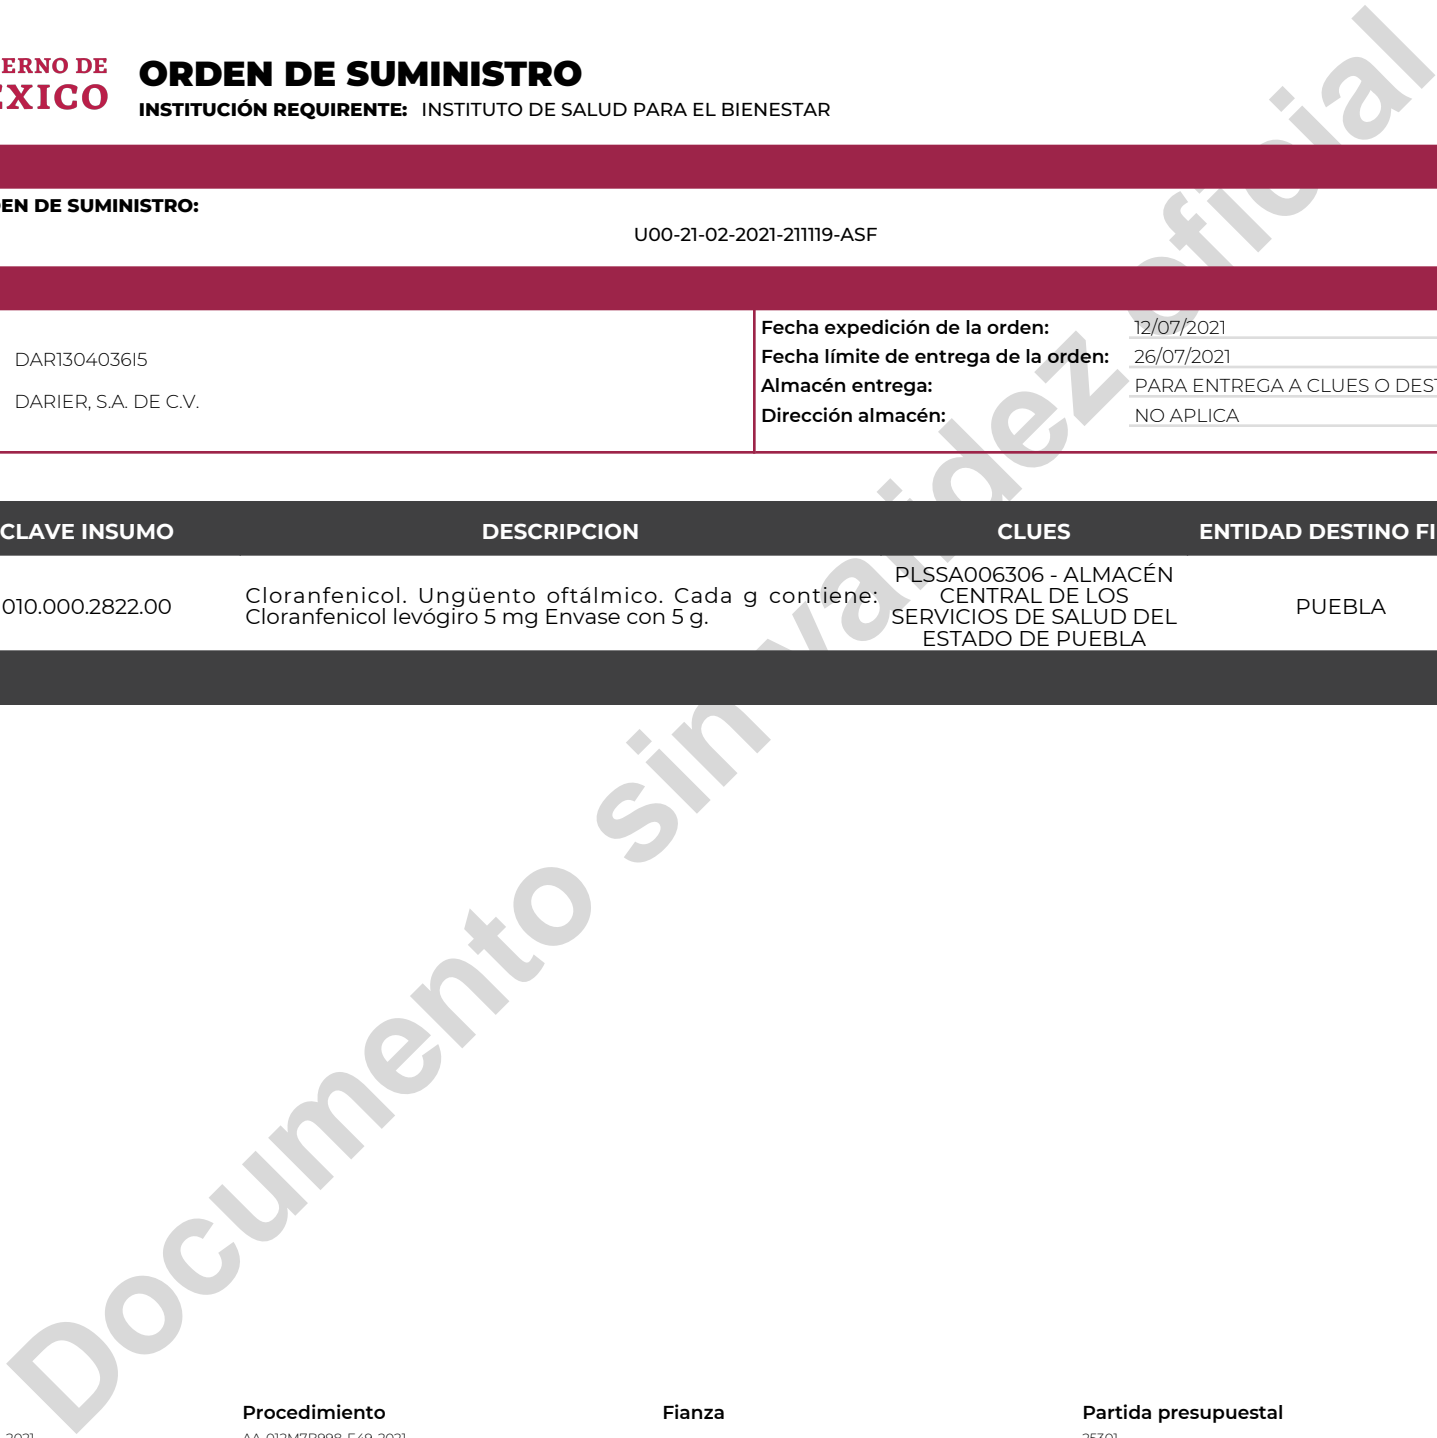 ERNO DE
EXICO
ORDEN DE SUMINISTRO
INSTITUCIÓN REQUIRENTE: INSTITUTO DE SALUD PARA EL BIENESTAR
EN DE SUMINISTRO:
U00-21-02-2021-211119-ASF
DAR1304036I5
DARIER, S.A. DE C.V.
Fecha expedición de la orden: 12/07/2021
Fecha límite de entrega de la orden: 26/07/2021
Almacén entrega: PARA ENTREGA A CLUES O DEST
Dirección almacén: NO APLICA
CLAVE INSUMO DESCRIPCION CLUES ENTIDAD DESTINO FI
010.000.2822.00
Cloranfenicol. Ungüento oftálmico. Cada g contiene:
Cloranfenicol levógiro 5 mg Envase con 5 g.
PLSSA006306 - ALMACÉN
CENTRAL DE LOS
SERVICIOS DE SALUD DEL
ESTADO DE PUEBLA
PUEBLA
Documento sin validez oficial
Procedimiento Fianza Partida presupuestal